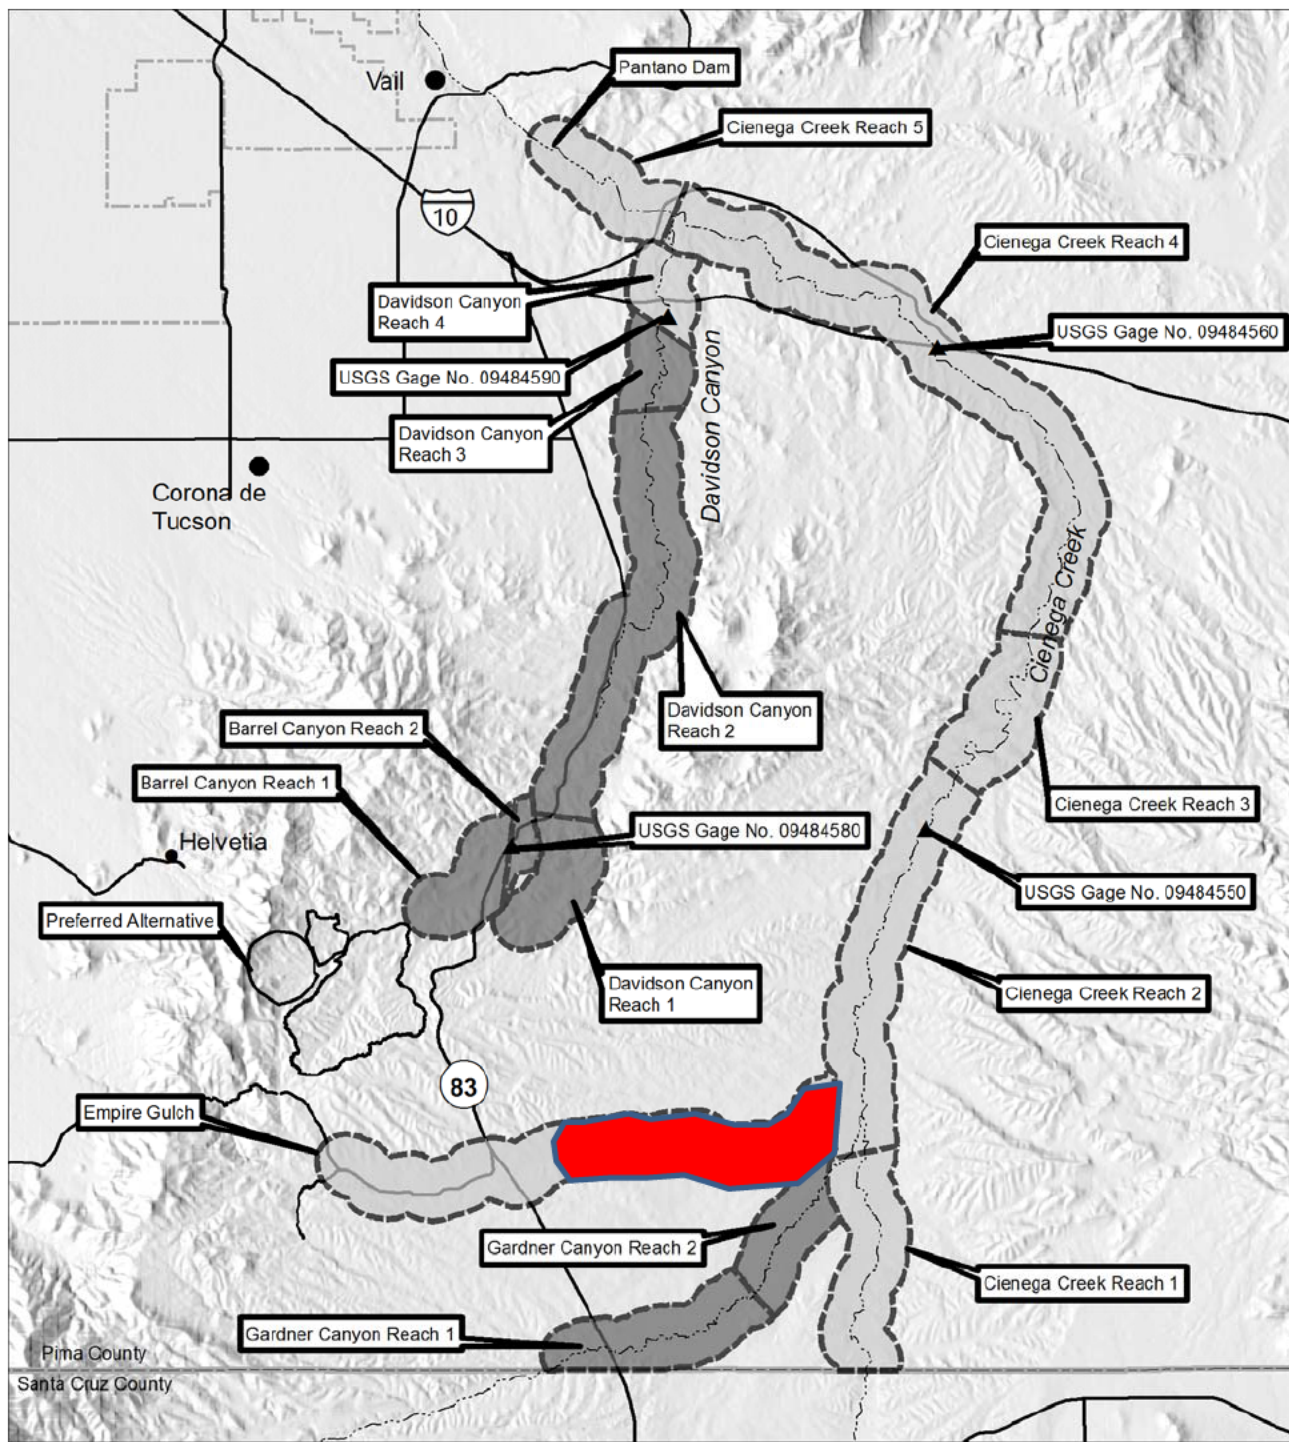 Pantano Dam
Vail
Cienega Creek Reach 5
10
Cienega Creek Reach 4
Davidson Canyon
Reach 4
USGS Gage No. 09484560
USGS Gage No. 09484590
Davidson Canyon
Davidson Canyon
Reach 3
Corona de
Tucson
Cienega Creek
Davidson Canyon
Reach 2
Barrel Canyon Reach 2
Barrel Canyon Reach 1
Cienega Creek Reach 3
USGS Gage No. 09484580
Helvetia
USGS Gage No. 09484550
Preferred Alternative
Davidson Canyon
Reach 1
Cienega Creek Reach 2
83
Empire Gulch
Gardner Canyon Reach 2
Cienega Creek Reach 1
Gardner Canyon Reach 1
Pima County
Santa Cruz County